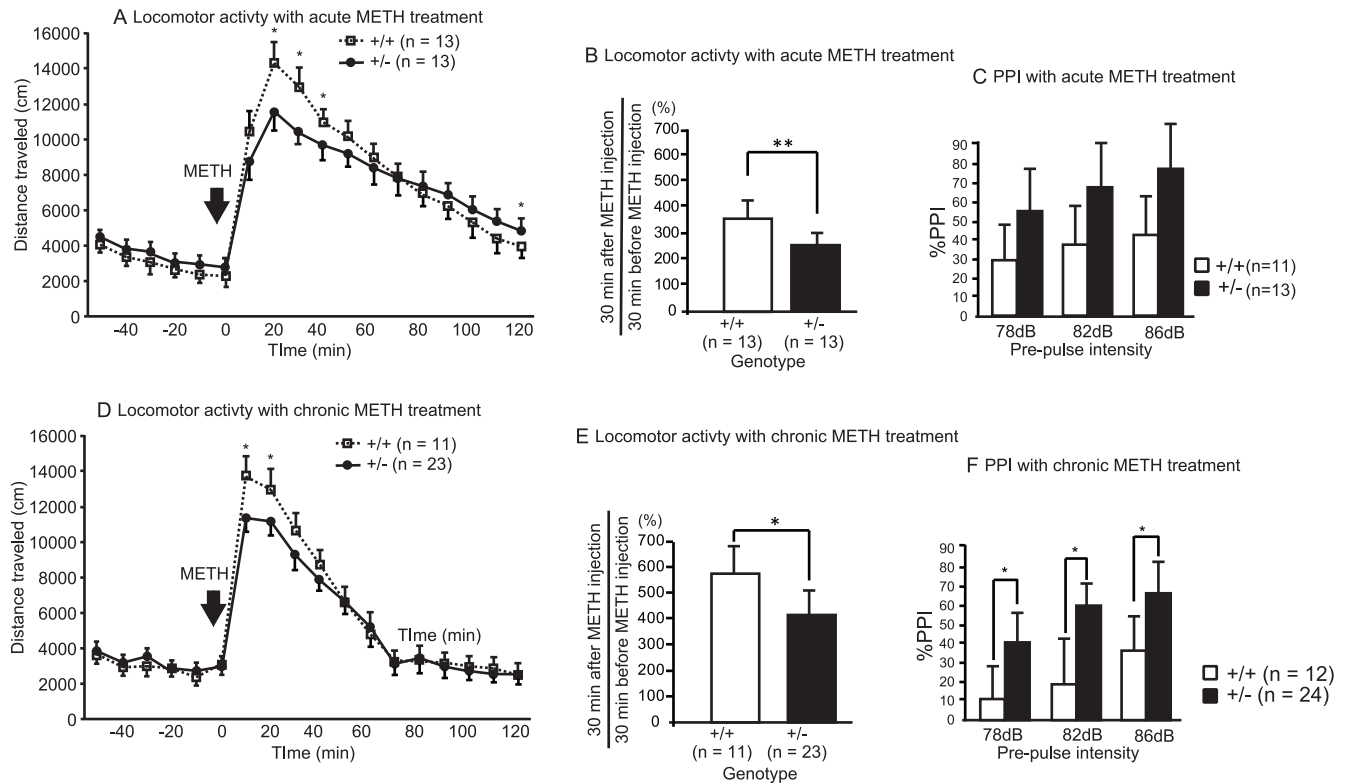 A Locomotor activty with acute METH treatment
+/+ (n = 13)
+/- (n = 13)
Distance traveled (cm)
16000
14000
12000
10000
8000
6000
4000
2000
0
METH
* * * *
-40 -20 0 20 40 60 80 100 120
TIme (min)
B Locomotor activty with acute METH treatment
30 min after METH injection
30 min before METH injection
(%)
700
600
500
400
300
200
100
0
**
+/+ +/-
(n = 13) (n = 13)
Genotype
C PPI with acute METH treatment
%PPI
90
80
70
60
50
40
30
20
10
0
78dB 82dB 86dB
Pre-pulse intensity
+/+(n=11)
+/-(n=13)
D Locomotor activty with chronic METH treatment
+/+ (n = 11)
+/- (n = 23)
Distance traveled (cm)
16000
14000
12000
10000
8000
6000
4000
2000
0
METH
* *
TIme (min)
-40 -20 0 20 40 60 80 100 120
TIme (min)
E Locomotor activty with chronic METH treatment
30 min after METH injection
30 min before METH injection
(%)
700
600
500
400
300
200
100
0
*
+/+ +/-
(n = 11) (n = 23)
Genotype
F PPI with chronic METH treatment
%PPI
90
80
70
60
50
40
30
20
10
0
* * *
78dB 82dB 86dB
Pre-pulse intensity
+/+ (n = 12)
+/- (n = 24)